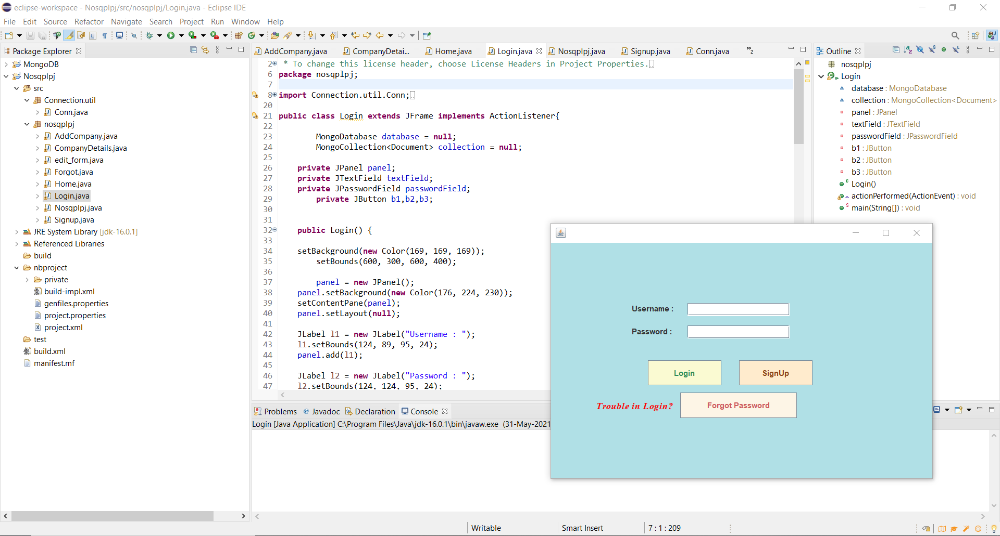 eclipse-workspace - Nosqplpj/src/nosqplpj/Login.java - Eclipse IDE
File Edit Source Refactor Navigate Search Project Run Window Help
Package Explorer
MongoDB
Nosqplpj
src
Connection.util
Conn.java
nosqplpj
AddCompany.java
CompanyDetails.java
edit_form.java
Forgot.java
Home.java
Login.java
Nosqplpj.java
Signup.java
JRE System Library [jdk-16.0.1]
Referenced Libraries
build
nbproject
private
build-impl.xml
genfiles.properties
project.properties
project.xml
test
build.xml
manifest.mf
AddCompany.java CompanyDetai... Home.java Login.java Nosqplpj.java Signup.java Conn.java »2
2 * To change this license header, choose License Headers in Project Properties.
6 package nosqplpj;
7
8 import Connection.util.Conn;
20
21 public class Login extends JFrame implements ActionListener{
22
23 MongoDatabase database = null;
24 MongoCollection<Document> collection = null;
25
26 private JPanel panel;
27 private JTextField textField;
28 private JPasswordField passwordField;
29 private JButton b1,b2,b3;
30
31
32 public Login() {
33
34 setBackground(new Color(169, 169, 169));
35 setBounds(600, 300, 600, 400);
36
37 panel = new JPanel();
38 panel.setBackground(new Color(176, 224, 230));
39 setContentPane(panel);
40 panel.setLayout(null);
41
42 JLabel l1 = new JLabel("Username : ");
43 l1.setBounds(124, 89, 95, 24);
44 panel.add(l1);
45
46 JLabel l2 = new JLabel("Password : ");
47 l2.setBounds(124, 124, 95, 24);
Outline
nosqplpj
Login
database : MongoDatabase
collection : MongoCollection<Document>
panel : JPanel
textField : JTextField
passwordField : JPasswordField
b1 : JButton
b2 : JButton
b3 : JButton
Login()
actionPerformed(ActionEvent) : void
main(String[]) : void
Username :
Password :
Login SignUp
Trouble in Login? Forgot Password
Problems @ Javadoc Declaration Console
Login [Java Application] C:\Program Files\Java\jdk-16.0.1\bin\javaw.exe (31-May-2021
Writable Smart Insert 7 : 1 : 209